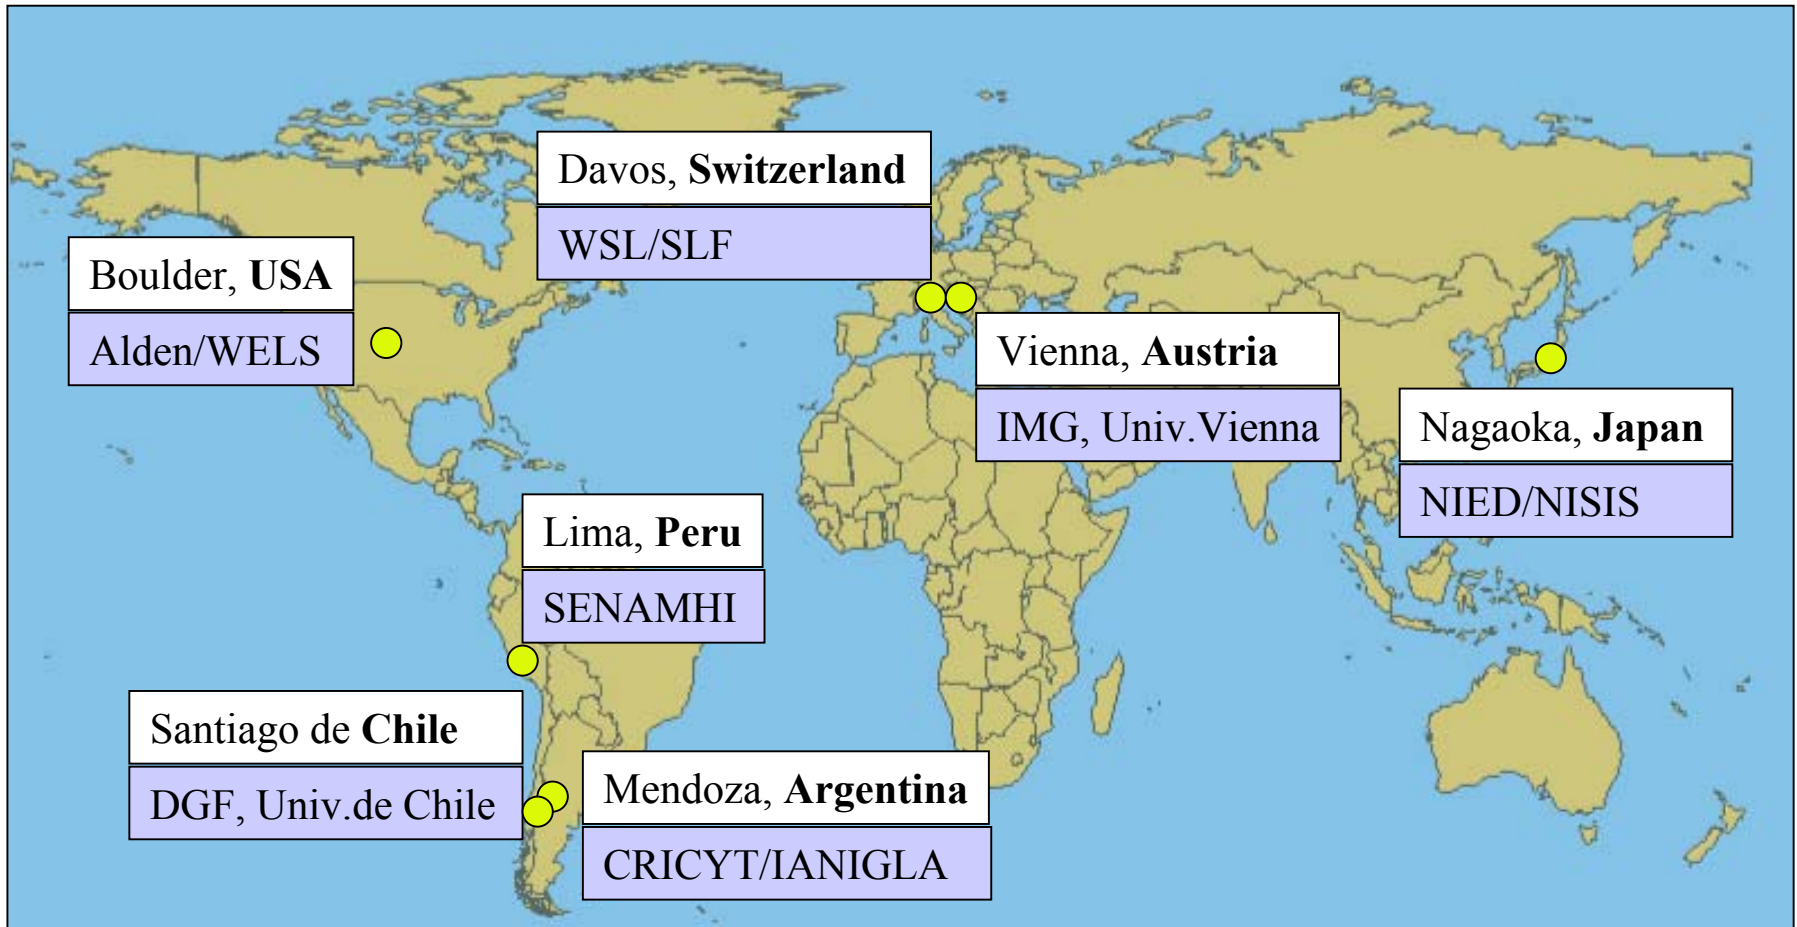 Davos, Switzerland
WSL/SLF
Boulder, USA
Alden/WELS
Vienna, Austria
IMG, Univ.Vienna
Nagaoka, Japan
NIED/NISIS
Lima, Peru
SENAMHI
Santiago de Chile
DGF, Univ.de Chile
Mendoza, Argentina
CRICYT/IANIGLA